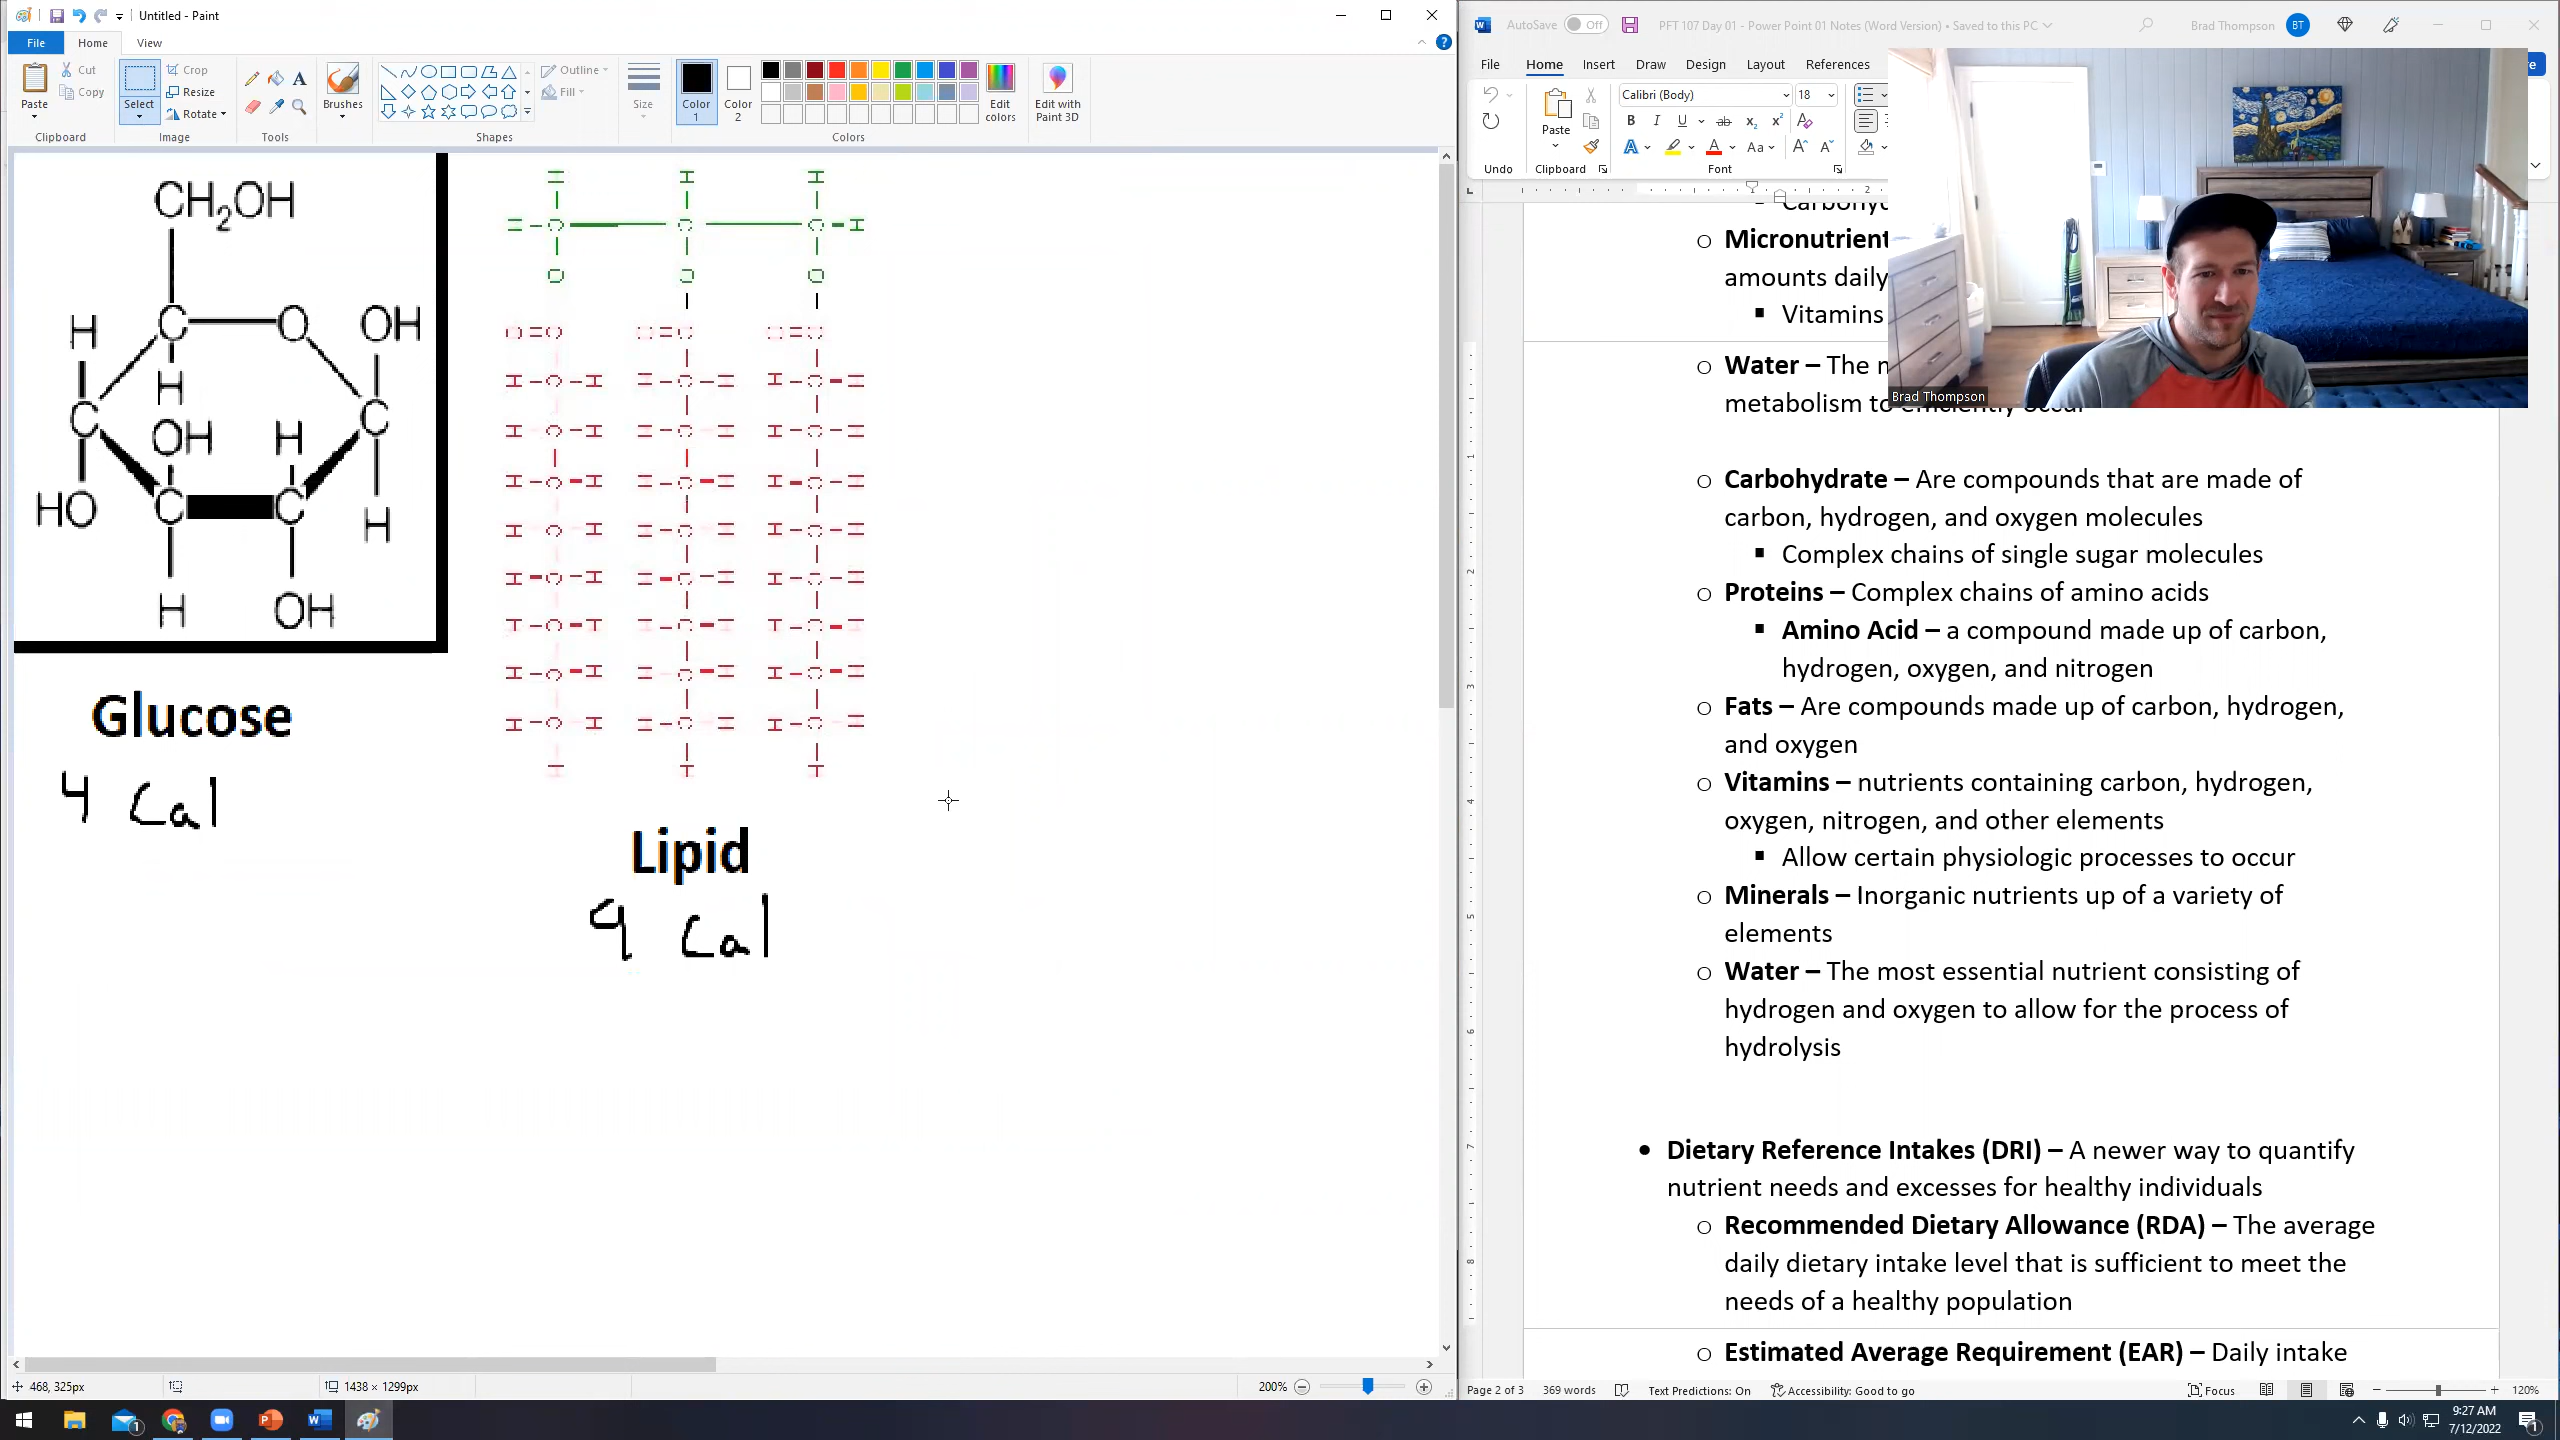 Untitled - Paint
File Home View
Paste Cut Copy Clipboard
Select Crop Resize Rotate Image
Tools
Brushes
Outline Fill Shapes
Size
Color 1 Color 2 Edit colors Colors
Edit with Paint 3D
CH2OH
C O OH
H H
C OH H C
HO C C H
H OH
Glucose
4 Cal
H H H
H C C C H
O O O
O=C
H-C-H H-C-H H-C-H
H-C-H H-C-H H-C-H
H-C-H H-C-H H-C-H
H-C-H H-C-H H-C-H
H-C-H H-C-H H-C-H
H-C-H H-C-H H-C-H
H-C-H H-C-H H-C-H
H-C-H H-C-H H-C-H
H H H
Lipid
9 Cal
468, 325px 1438 × 1299px 200%
AutoSave Off PFT 107 Day 01 - Power Point 01 Notes (Word Version) • Saved to this PC Brad Thompson BT
File Home Insert Draw Design Layout References
Calibri (Body) 18
Paste
Undo Clipboard Font
Brad Thompson
Micronutrient
amounts daily
Vitamins
Water – The
metabolism to efficiently occur
Carbohydrate – Are compounds that are made of
carbon, hydrogen, and oxygen molecules
Complex chains of single sugar molecules
Proteins – Complex chains of amino acids
Amino Acid – a compound made up of carbon,
hydrogen, oxygen, and nitrogen
Fats – Are compounds made up of carbon, hydrogen,
and oxygen
Vitamins – nutrients containing carbon, hydrogen,
oxygen, nitrogen, and other elements
Allow certain physiologic processes to occur
Minerals – Inorganic nutrients up of a variety of
elements
Water – The most essential nutrient consisting of
hydrogen and oxygen to allow for the process of
hydrolysis
Dietary Reference Intakes (DRI) – A newer way to quantify
nutrient needs and excesses for healthy individuals
Recommended Dietary Allowance (RDA) – The average
daily dietary intake level that is sufficient to meet the
needs of a healthy population
Estimated Average Requirement (EAR) – Daily intake
Page 2 of 3 369 words Text Predictions: On Accessibility: Good to go Focus 120%
9:27 AM
7/12/2022